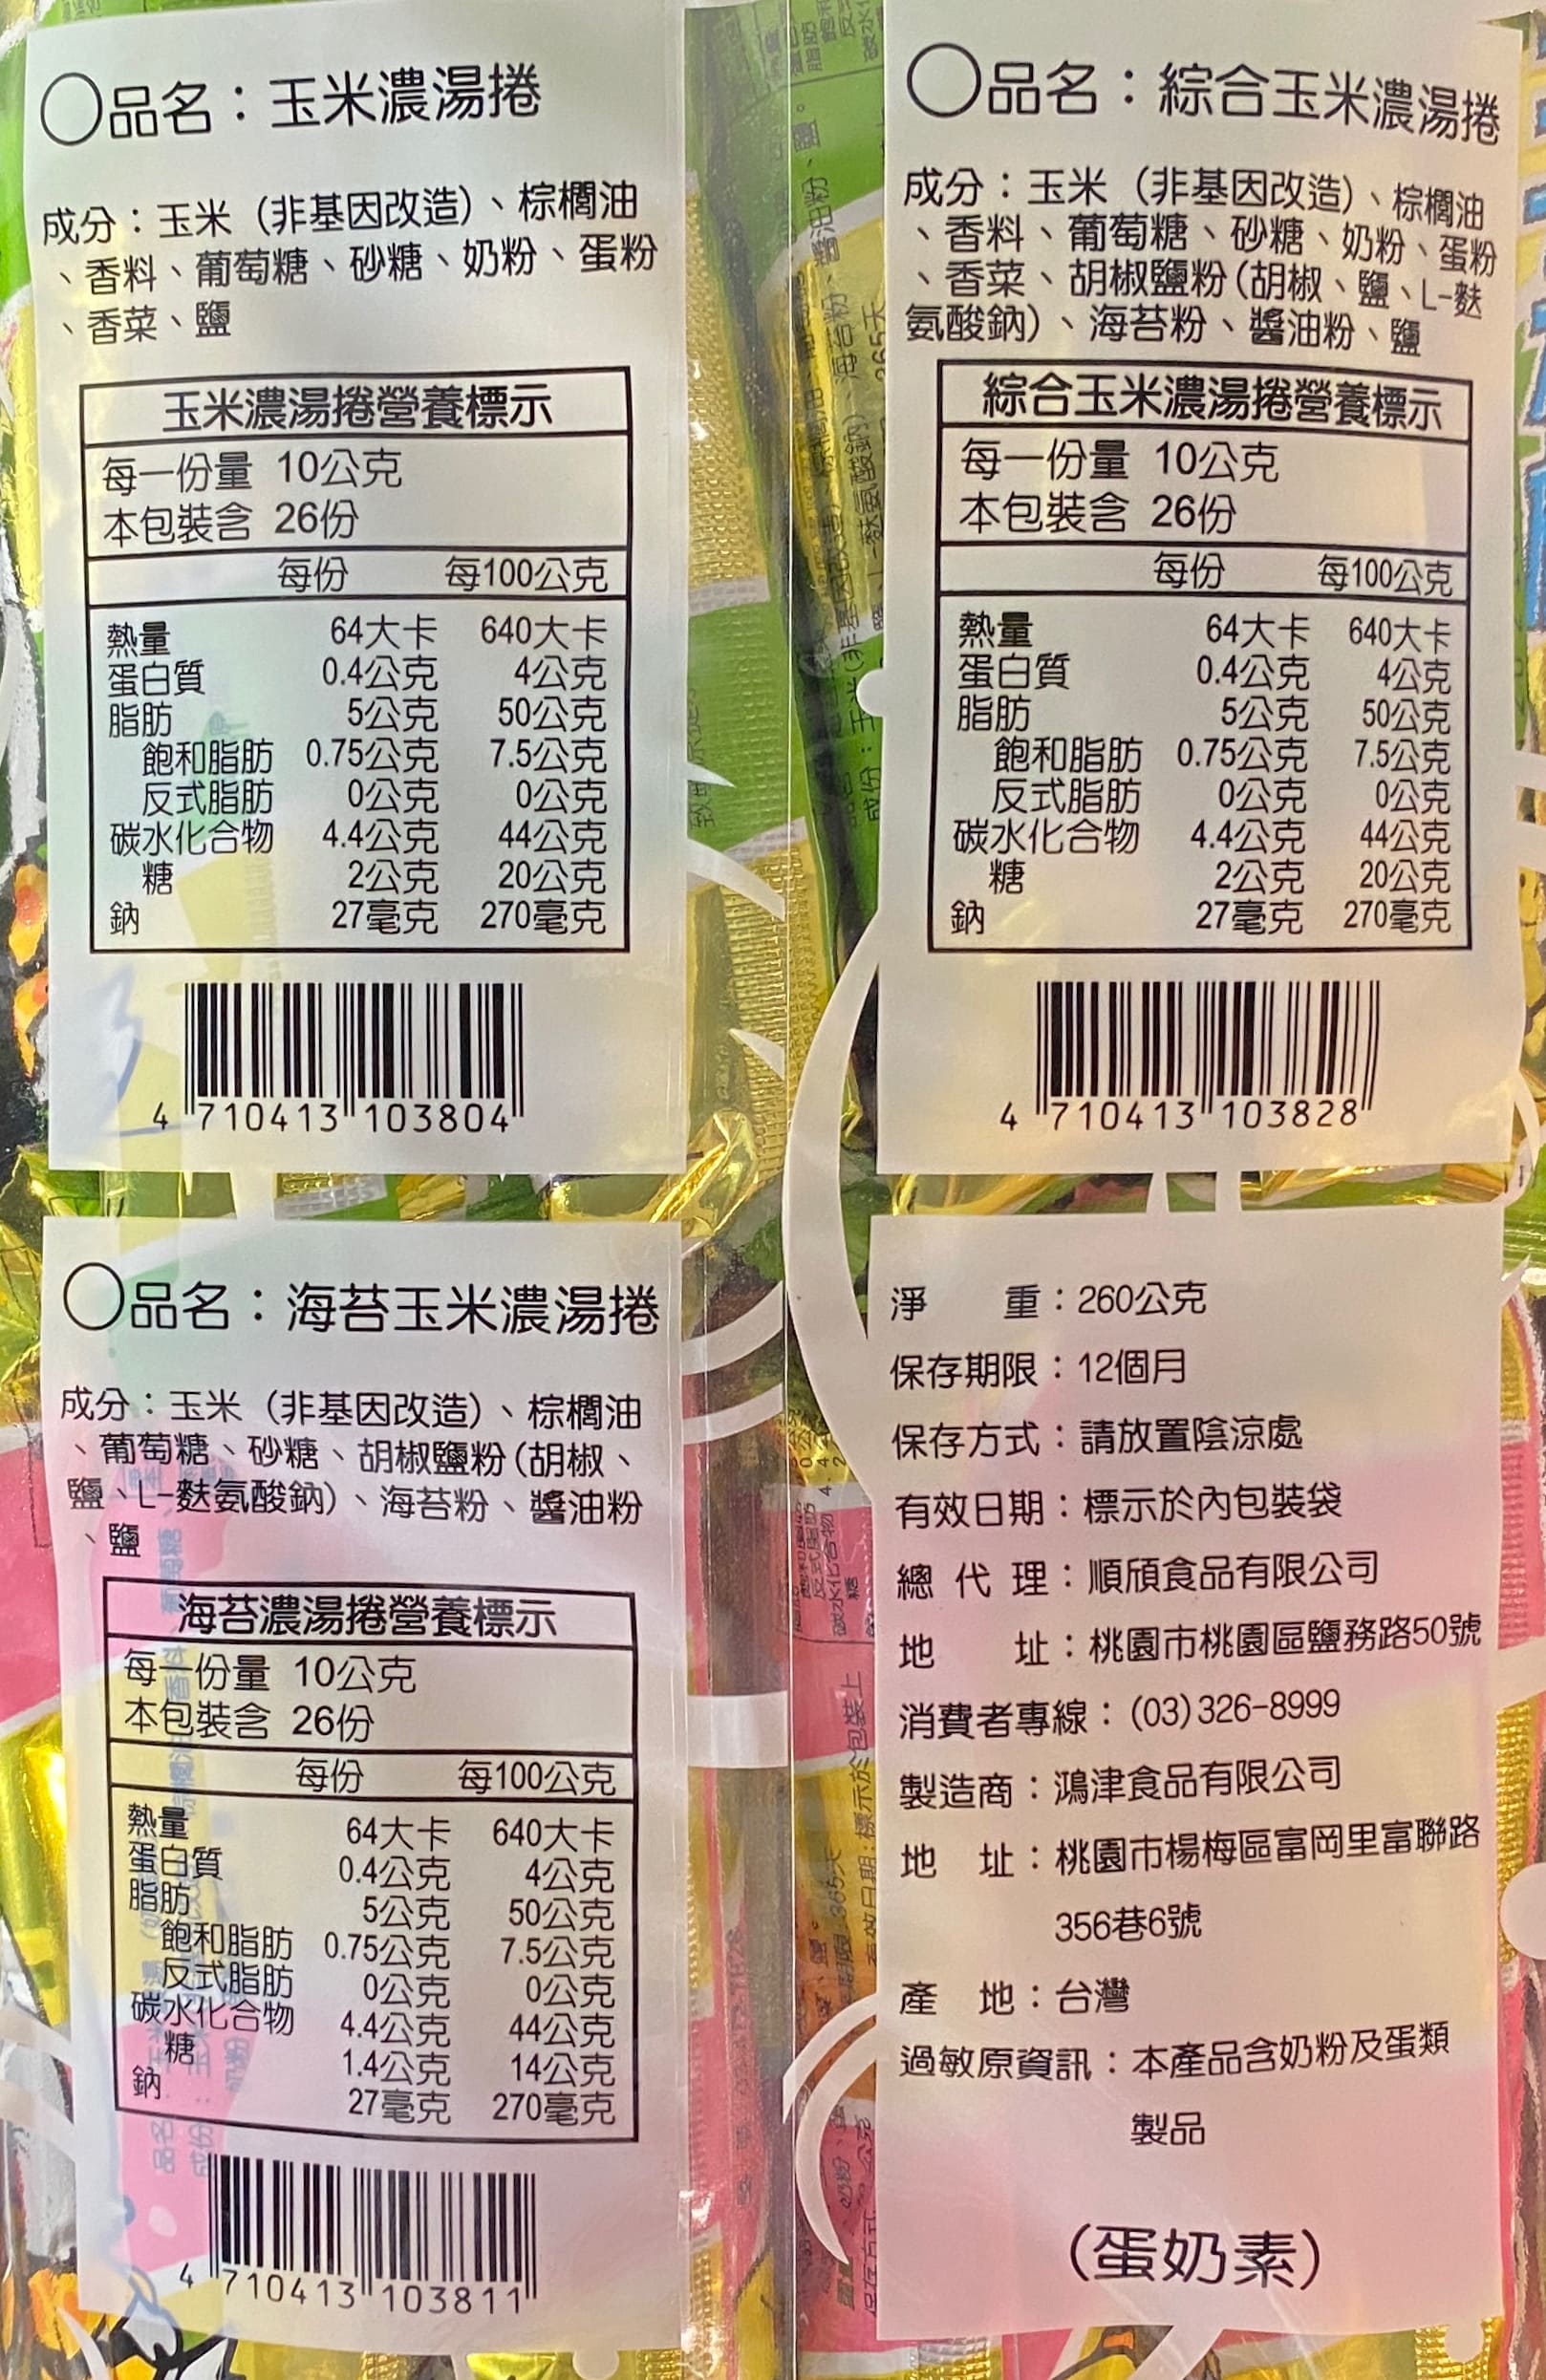 ○品名：玉米濃湯捲
成分：玉米（非基因改造）、棕櫚油
、香料、葡萄糖、砂糖、奶粉、蛋粉
、香菜、鹽
玉米濃湯捲營養標示
每一份量 10公克
本包裝含 26份
每份 每100公克
熱量 64大卡 640大卡
蛋白質 0.4公克 4公克
脂肪 5公克 50公克
飽和脂肪 0.75公克 7.5公克
反式脂肪 0公克 0公克
碳水化合物 4.4公克 44公克
糖 2公克 20公克
鈉 27毫克 270毫克
4 710413 103804
○品名：綜合玉米濃湯捲
成分：玉米（非基因改造）、棕櫚油
、香料、葡萄糖、砂糖、奶粉、蛋粉
、香菜、胡椒鹽粉（胡椒、鹽、L-麩
氨酸鈉）、海苔粉、醬油粉、鹽
綜合玉米濃湯捲營養標示
每一份量 10公克
本包裝含 26份
每份 每100公克
熱量 64大卡 640大卡
蛋白質 0.4公克 4公克
脂肪 5公克 50公克
飽和脂肪 0.75公克 7.5公克
反式脂肪 0公克 0公克
碳水化合物 4.4公克 44公克
糖 2公克 20公克
鈉 27毫克 270毫克
4 710413 103828
○品名：海苔玉米濃湯捲
成分：玉米（非基因改造）、棕櫚油
、葡萄糖、砂糖、胡椒鹽粉（胡椒、
鹽、L-麩氨酸鈉）、海苔粉、醬油粉
、鹽
海苔濃湯捲營養標示
每一份量 10公克
本包裝含 26份
每份 每100公克
熱量 64大卡 640大卡
蛋白質 0.4公克 4公克
脂肪 5公克 50公克
飽和脂肪 0.75公克 7.5公克
反式脂肪 0公克 0公克
碳水化合物 4.4公克 44公克
糖 1.4公克 14公克
鈉 27毫克 270毫克
4 710413 103811
淨重：260公克
保存期限：12個月
保存方式：請放置陰涼處
有效日期：標示於內包裝袋
總代理：順頎食品有限公司
地址：桃園市桃園區鹽務路50號
消費者專線：(03)326-8999
製造商：鴻津食品有限公司
地址：桃園市楊梅區富岡里富聯路
356巷6號
產地：台灣
過敏原資訊：本產品含奶粉及蛋類
製品
（蛋奶素）